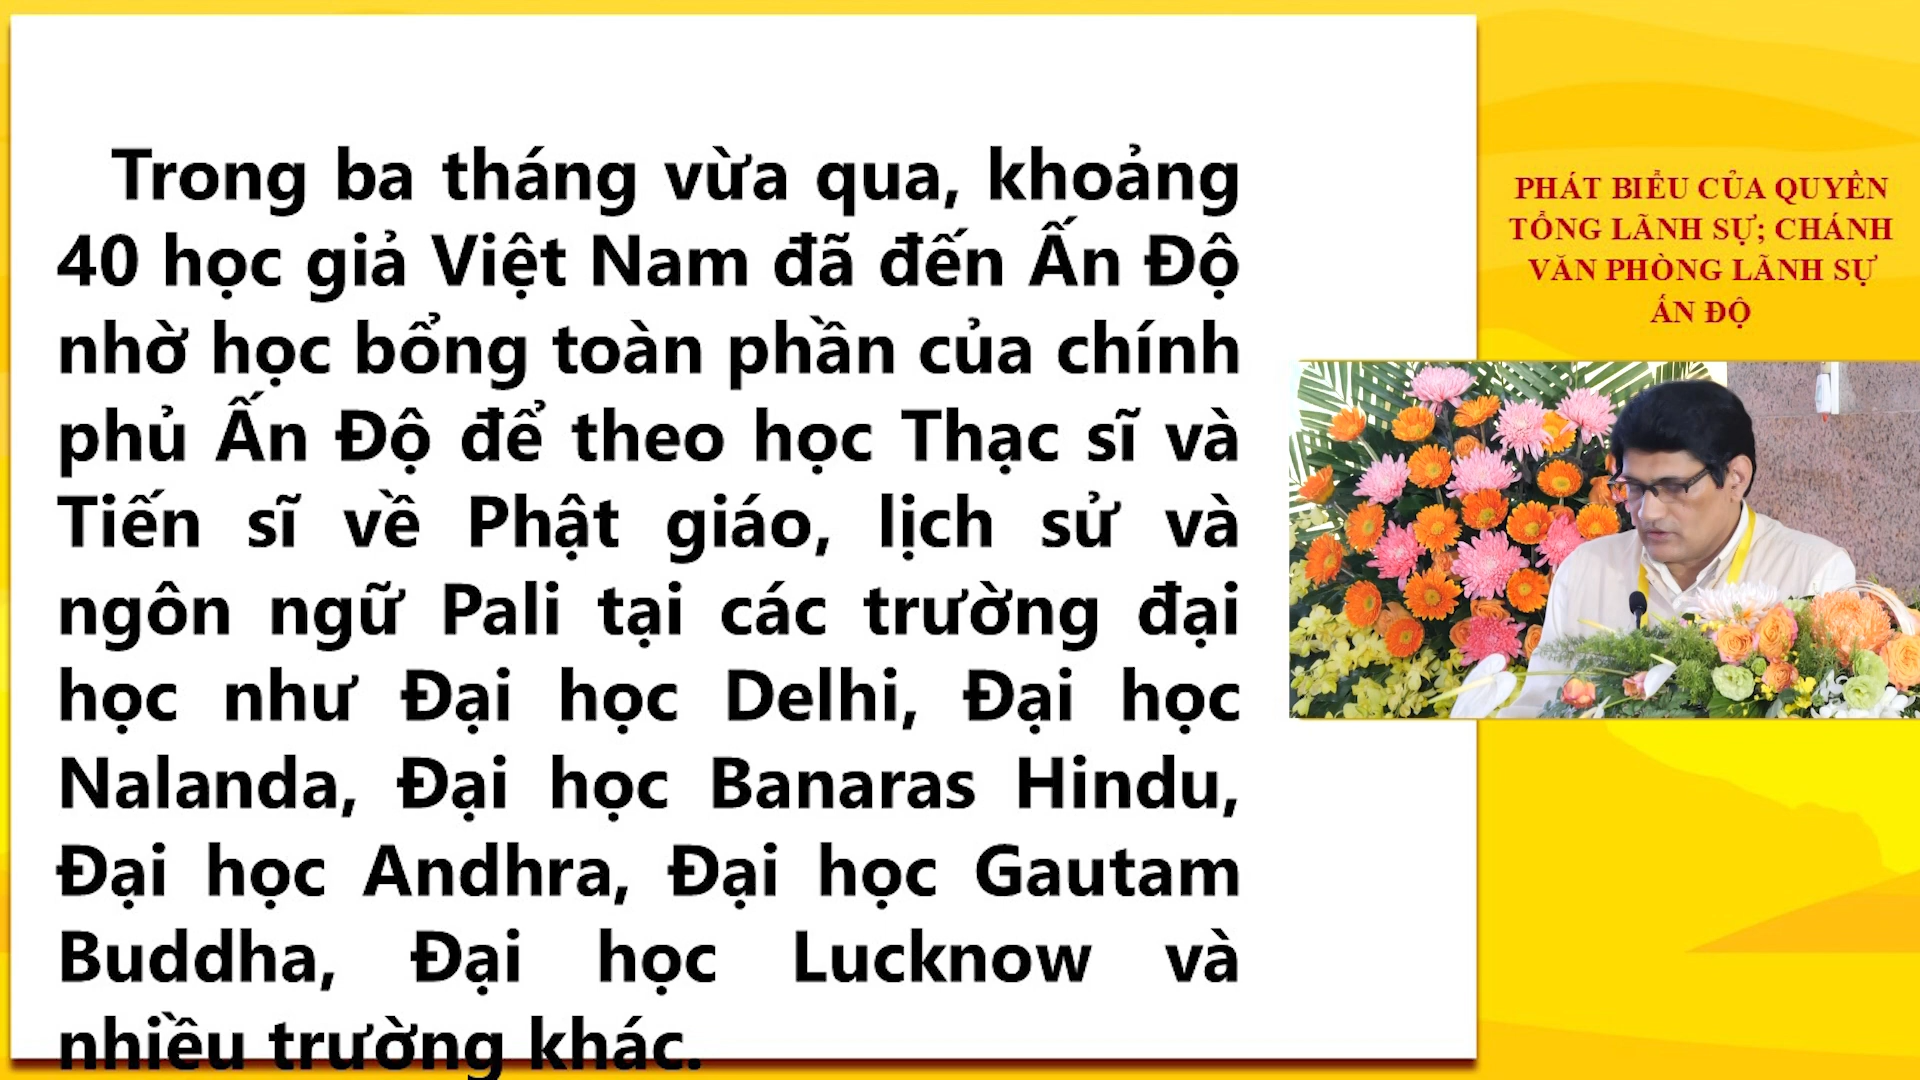 Trong ba tháng vừa qua, khoảng
40 học giả Việt Nam đã đến Ấn Độ
nhờ học bổng toàn phần của chính
phủ Ấn Độ để theo học Thạc sĩ và
Tiến sĩ về Phật giáo, lịch sử và
ngôn ngữ Pali tại các trường đại
học như Đại học Delhi, Đại học
Nalanda, Đại học Banaras Hindu,
Đại học Andhra, Đại học Gautam
Buddha, Đại học Lucknow và
nhiều trường khác.
PHÁT BIỂU CỦA QUYỀN
TỔNG LÃNH SỰ; CHÁNH
VĂN PHÒNG LÃNH SỰ
ẤN ĐỘ